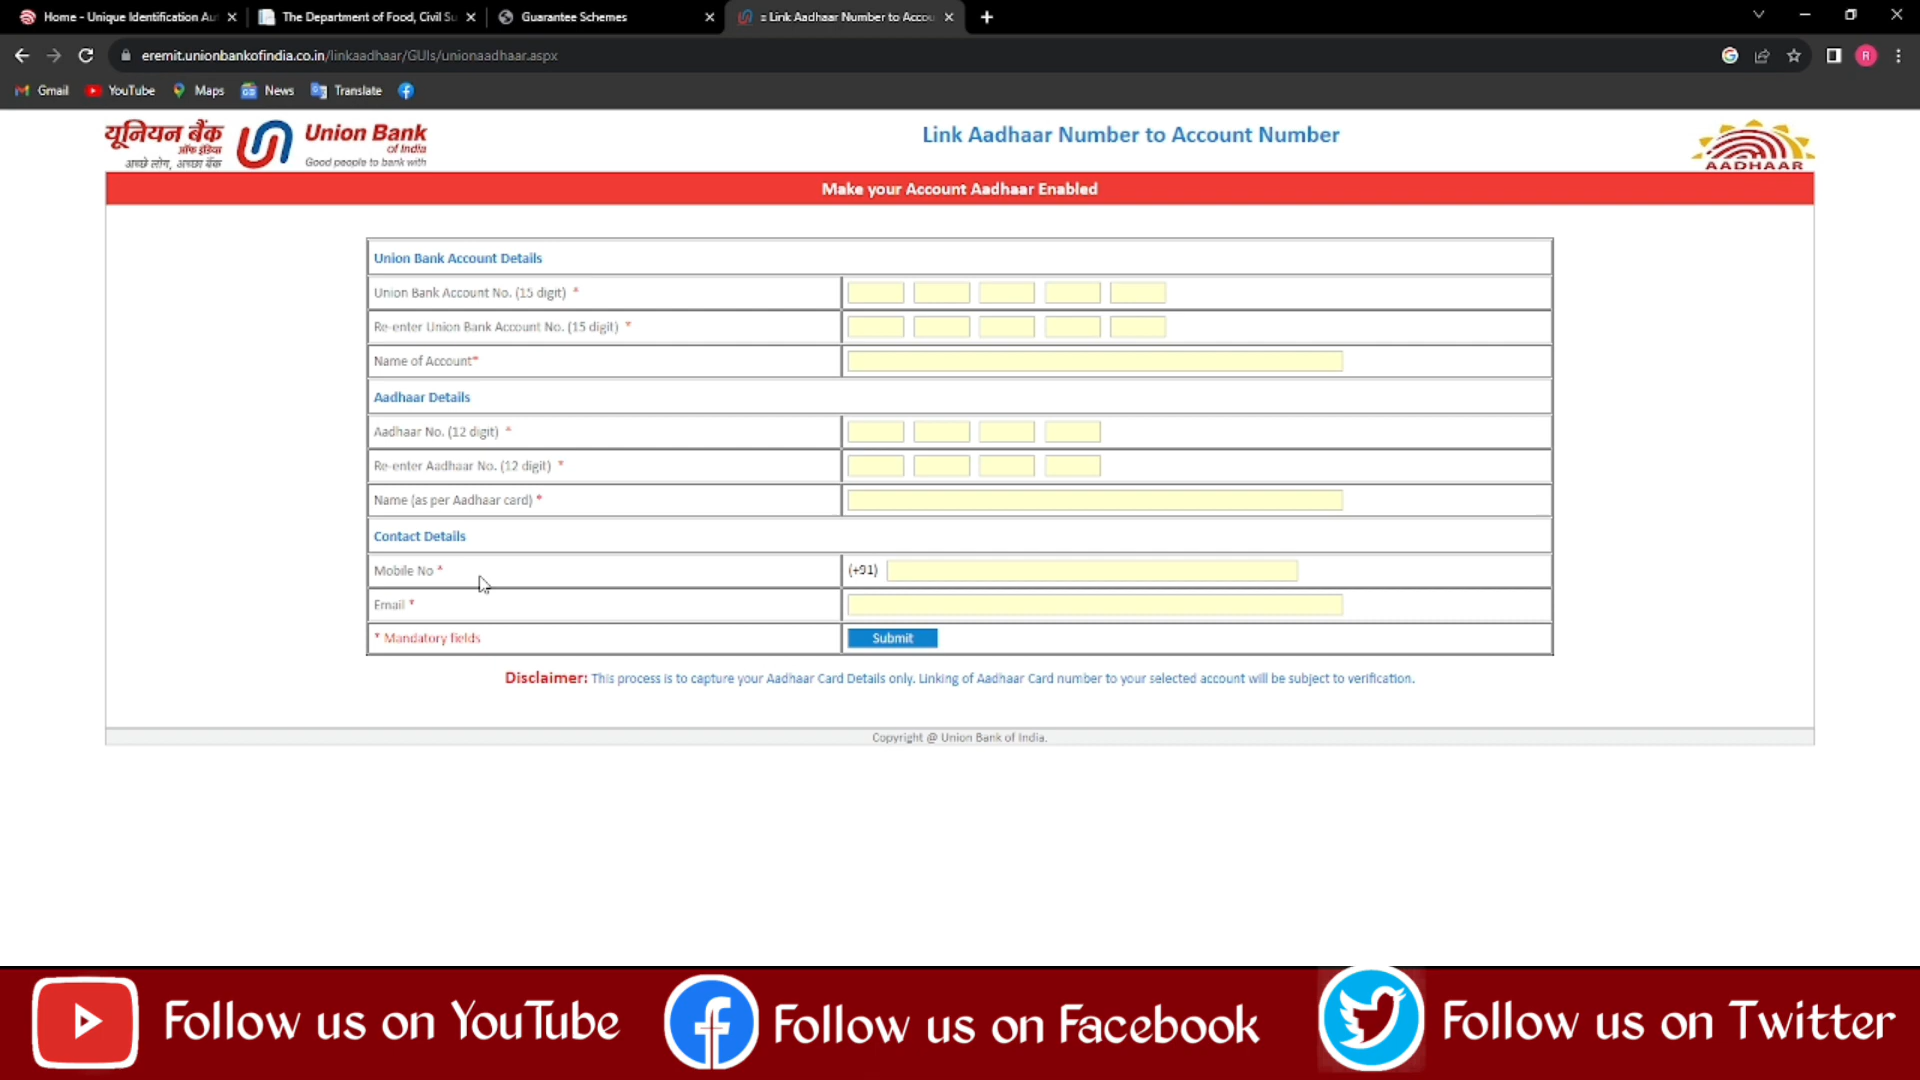 Home - Unique Identification Au
The Department of Food, Civil Su
Guarantee Schemes
:: Link Aadhaar Number to Accou
eremit.unionbankofindia.co.in/linkaadhaar/GUIs/unionaadhaar.aspx
R
Gmail
YouTube
Maps
News
Translate
यूनियन बैंक
ऑफ इंडिया
अच्छे लोग, अच्छा बैंक
Union Bank
of India
Good people to bank with
Link Aadhaar Number to Account Number
AADHAAR
Make your Account Aadhaar Enabled
Union Bank Account Details
Union Bank Account No. (15 digit) *
Re-enter Union Bank Account No. (15 digit) *
Name of Account*
Aadhaar Details
Aadhaar No. (12 digit) *
Re-enter Aadhaar No. (12 digit) *
Name (as per Aadhaar card) *
Contact Details
Mobile No *
(+91)
Email *
* Mandatory fields
Submit
Disclaimer: This process is to capture your Aadhaar Card Details only. Linking of Aadhaar Card number to your selected account will be subject to verification.
Copyright @ Union Bank of India.
Follow us on YouTube
Follow us on Facebook
Follow us on Twitter